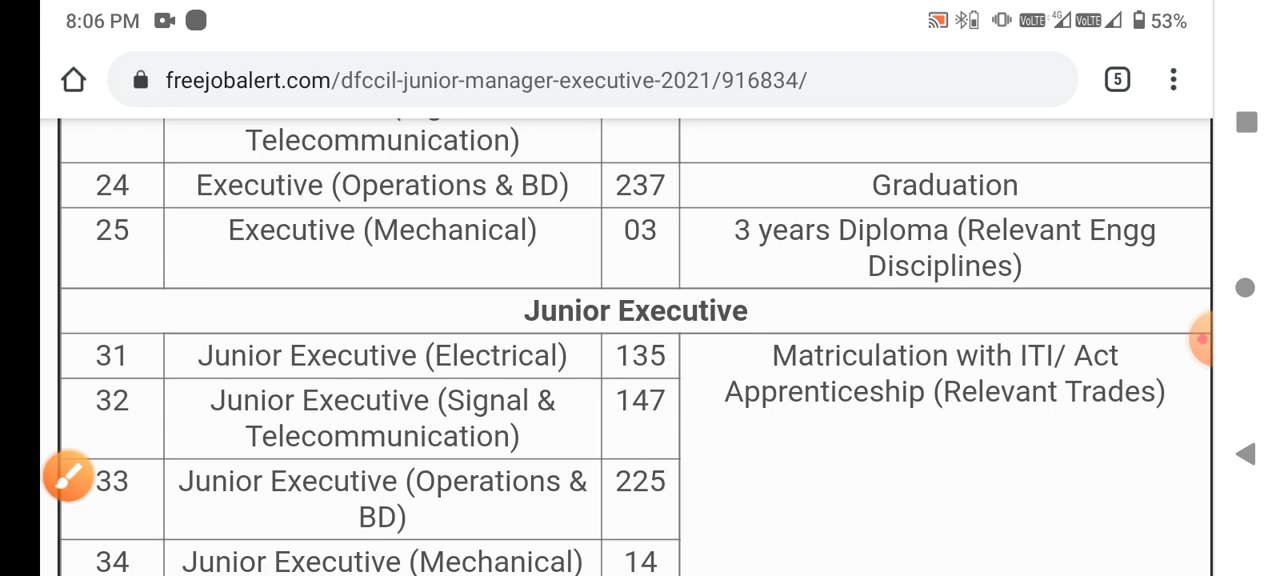 8:06 PM
VoLTE 4G VoLTE 53%
freejobalert.com/dfccil-junior-manager-executive-2021/916834/
5
Telecommunication)
24 Executive (Operations & BD) 237 Graduation
25 Executive (Mechanical) 03 3 years Diploma (Relevant Engg
Disciplines)
Junior Executive
31 Junior Executive (Electrical) 135 Matriculation with ITI/ Act
Apprenticeship (Relevant Trades)
32 Junior Executive (Signal & 147
Telecommunication)
33 Junior Executive (Operations & 225
BD)
34 Junior Executive (Mechanical) 14